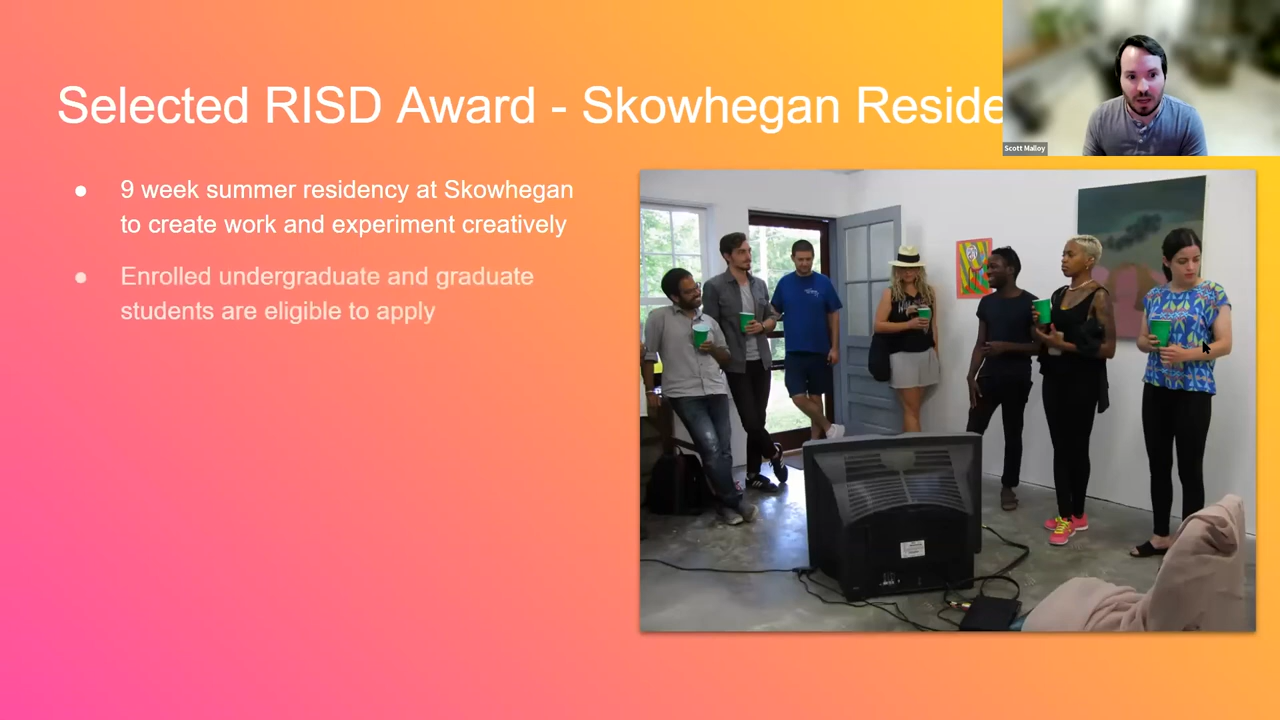 Selected RISD Award - Skowhegan Reside
Scott Malloy
9 week summer residency at Skowhegan
to create work and experiment creatively
Enrolled undergraduate and graduate
students are eligible to apply